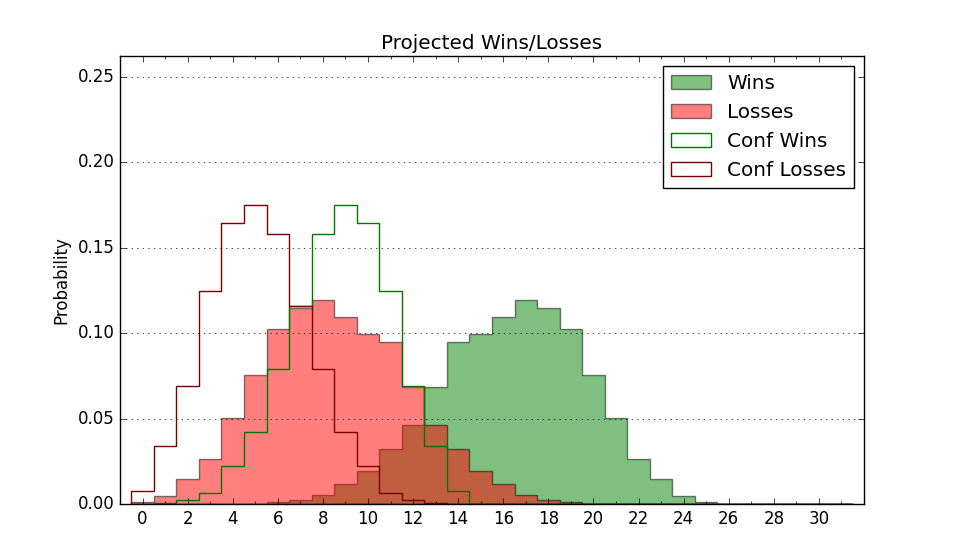 Projected Wins/Losses
0.25
0.20
0.15
0.10
0.05
0.00
Probability
Wins
Losses
Conf Wins
Conf Losses
0 2 4 6 8 10 12 14 16 18 20 22 24 26 28 30